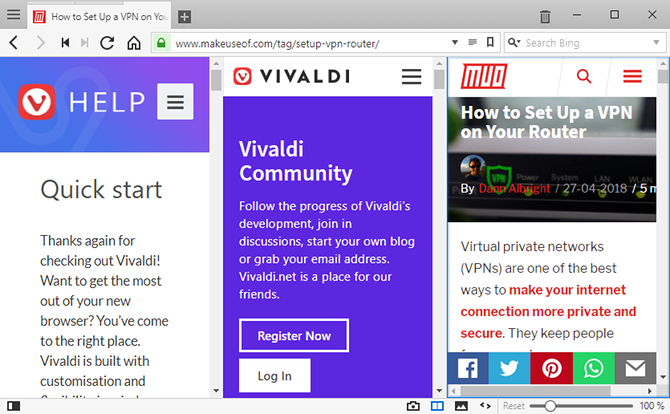 How to Set Up a VPN on You
www.makeuseof.com/tag/setup-vpn-router/
Search Bing
HELP
Quick start
Thanks again for
checking out Vivaldi!
Want to get the most
out of your new
browser? You've come
to the right place.
Vivaldi is built with
customisation and
VIVALDI
Vivaldi
Community
Follow the progress of Vivaldi's
development, join in
discussions, start your own blog
or grab your email address.
Vivaldi.net is a place for our
friends.
Register Now
Log In
MUO
How to Set Up a VPN
on Your Router
Power System LAN WLAN
VPN
By Dann Albright / 27-04-2018 / 5 m
Virtual private networks
(VPNs) are one of the best
ways to make your internet
connection more private and
secure. They keep people
Reset
100 %